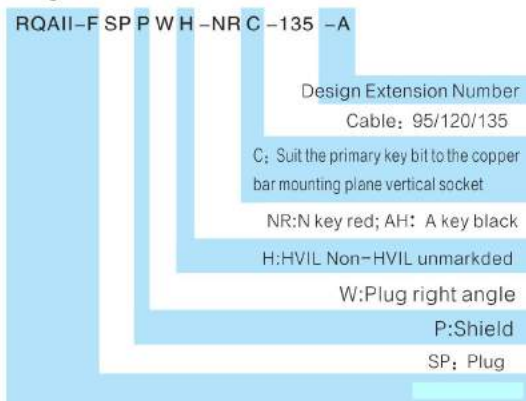 RQAII-F SP P W H -NR C -135 -A
Design Extension Number
Cable: 95/120/135
C: Suit the primary key bit to the copper
bar mounting plane vertical socket
NR:N key red; AH: A key black
H:HVIL Non-HVIL unmarkded
W:Plug right angle
P:Shield
SP: Plug